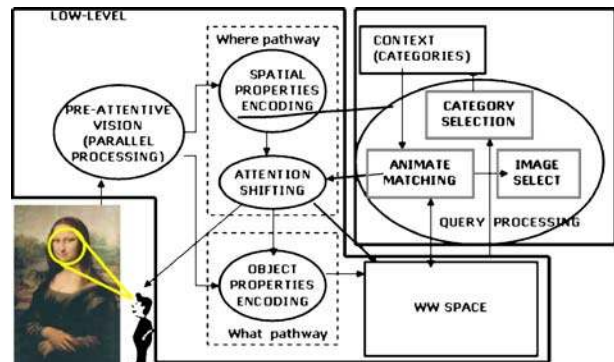 LOW-LEVEL
Where pathway
SPATIAL
PROPERTIES
ENCODING
PRE-ATTENTIVE
VISION
(PARALLEL
PROCESSING)
ATTENTION
SHIFTING
OBJECT
PROPERTIES
ENCODING
What pathway
CONTEXT
(CATEGORIES)
CATEGORY
SELECTION
ANIMATE
MATCHING
IMAGE
SELECT
QUERY PROCESSING
WW SPACE